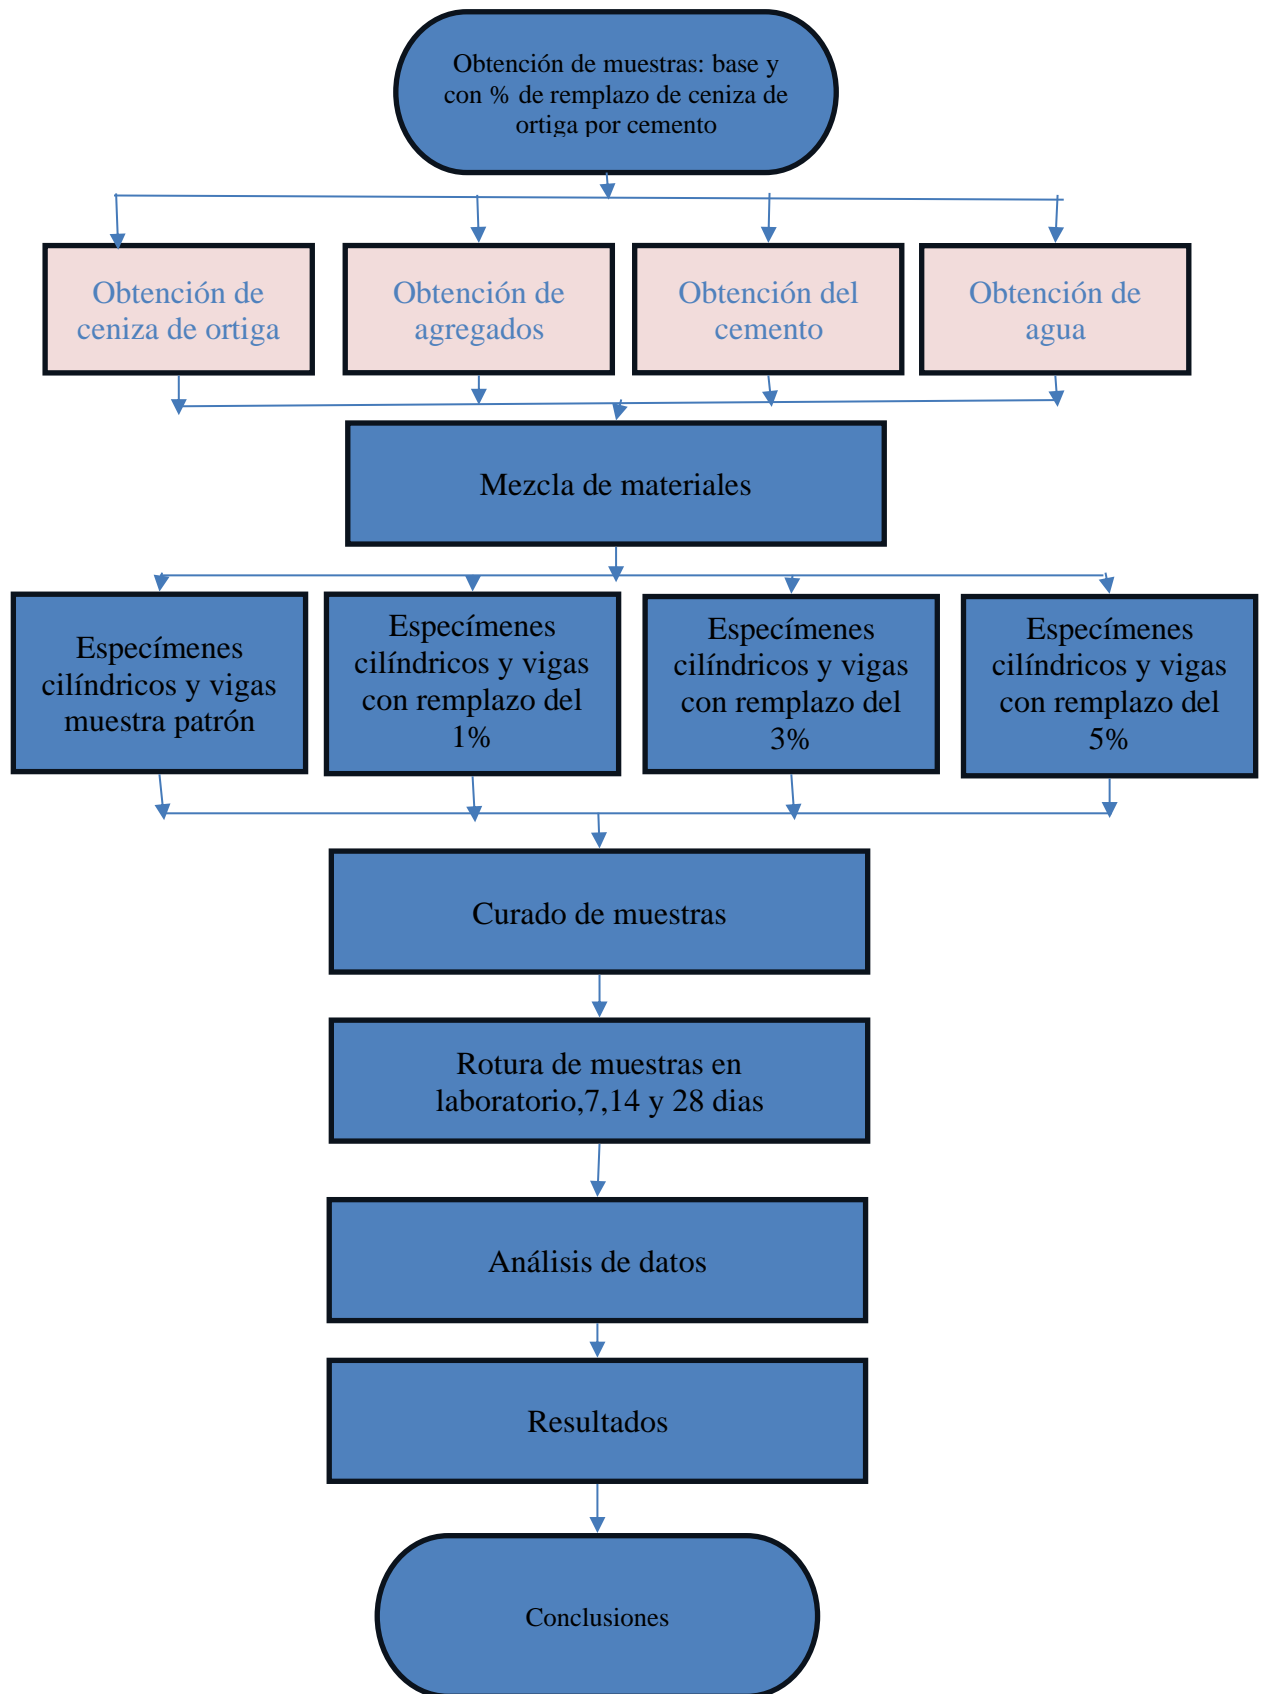 Obtención de muestras: base y
con % de remplazo de ceniza de
ortiga por cemento
Obtención de
ceniza de ortiga
Obtención de
agregados
Obtención del
cemento
Obtención de
agua
Mezcla de materiales
Especímenes
cilíndricos y vigas
muestra patrón
Especímenes
cilíndricos y vigas
con remplazo del
1%
Especímenes
cilíndricos y vigas
con remplazo del
3%
Especímenes
cilíndricos y vigas
con remplazo del
5%
Curado de muestras
Rotura de muestras en
laboratorio,7,14 y 28 dias
Análisis de datos
Resultados
Conclusiones